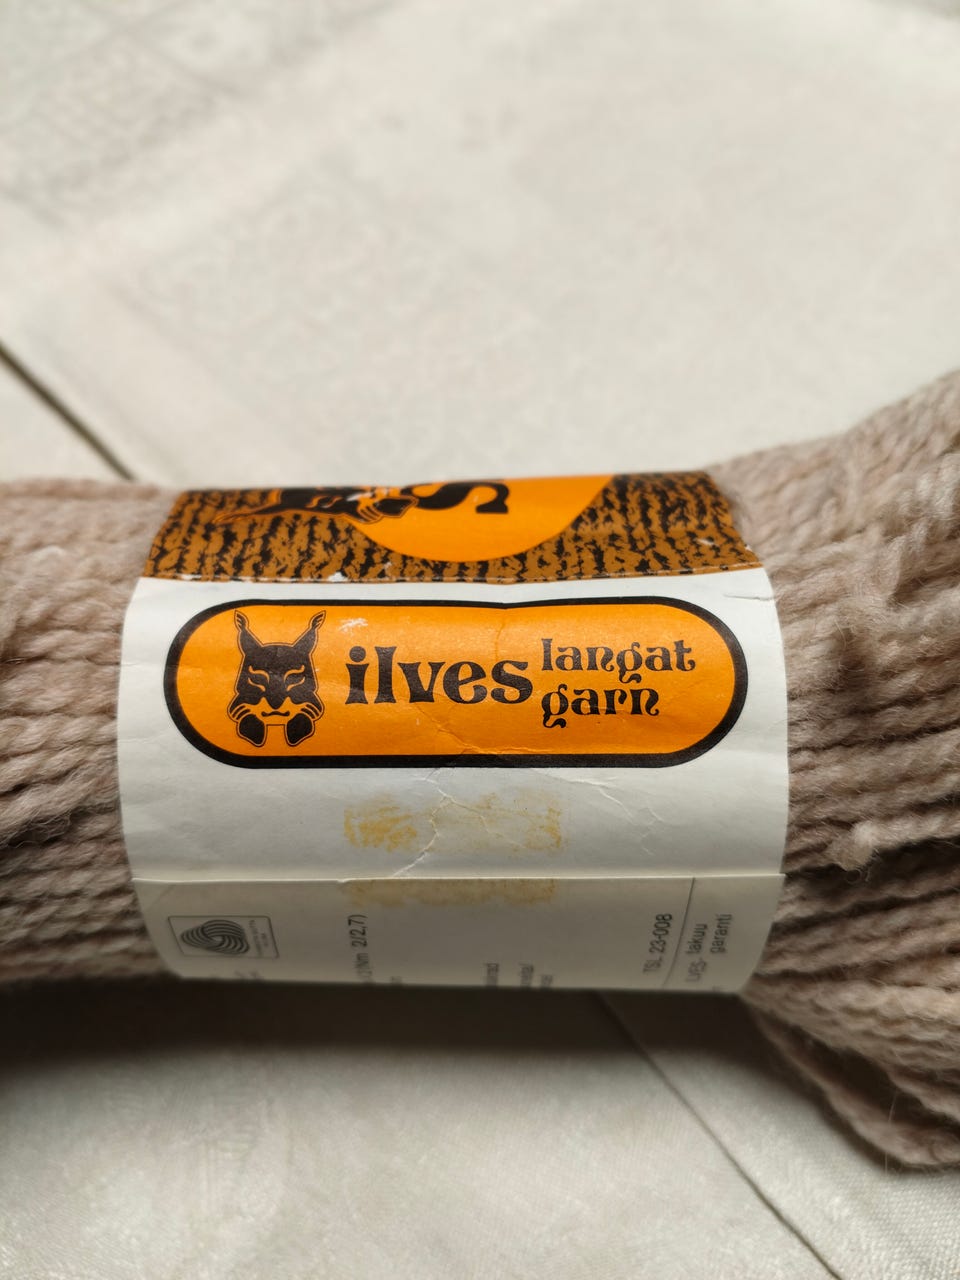 S
ilves
langat
garn
2/2,7)
TSL 23-008
takuu
garanti